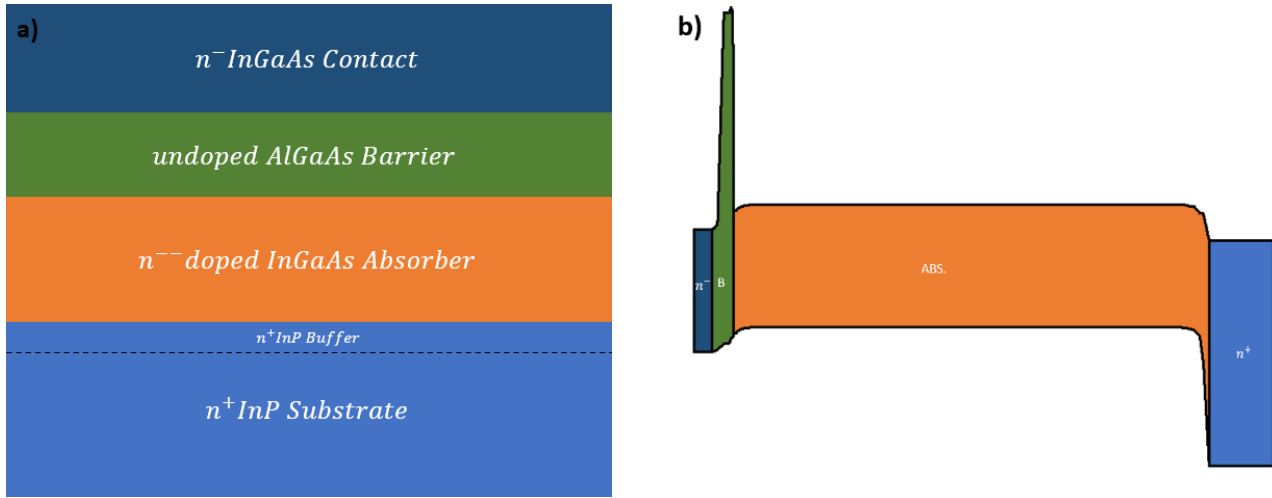 a)
n⁻InGaAs Contact
undoped AlGaAs Barrier
n⁻⁻doped InGaAs Absorber
n⁺InP Buffer
n⁺InP Substrate
b)
n⁻
B
ABS.
n⁺